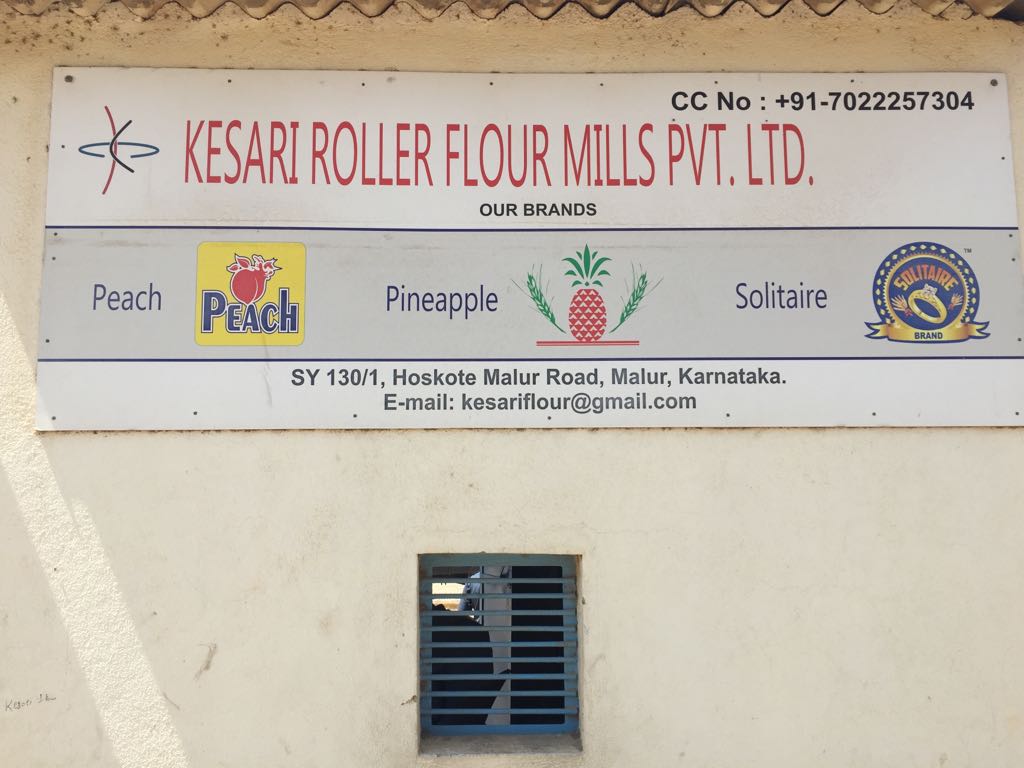 CC No : +91-7022257304
KESARI ROLLER FLOUR MILLS PVT. LTD.
OUR BRANDS
Peach
PEACH
Pineapple
Solitaire
SOLITAIRE
BRAND
TM
SY 130/1, Hoskote Malur Road, Malur, Karnataka.
E-mail: kesariflour@gmail.com